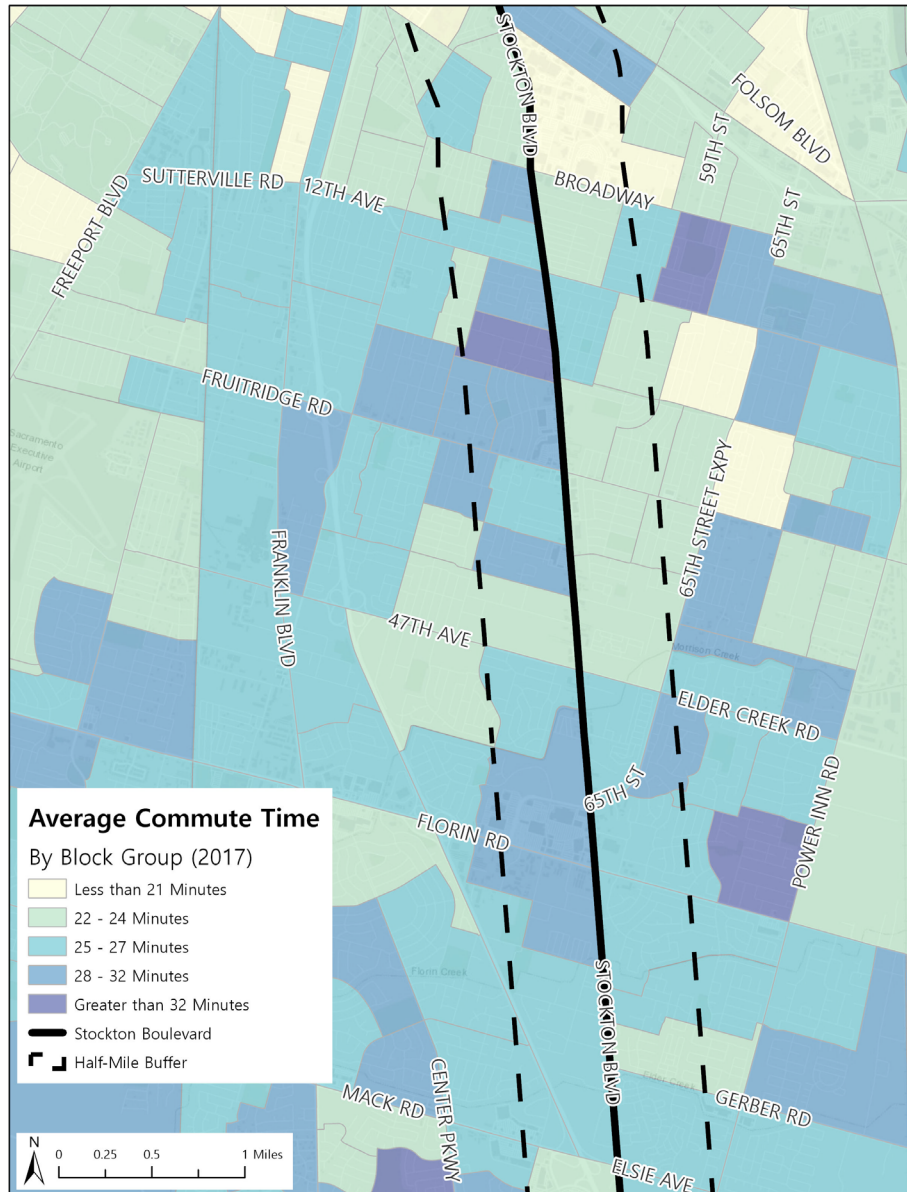 STOCKTON BLVD
FOLSOM BLVD
59TH ST
BROADWAY
SUTTERVILLE RD
12TH AVE
65TH ST
FREEPORT BLVD
FRUITRIDGE RD
Sacramento
Executive
Airport
65TH STREET EXPY
FRANKLIN BLVD
47TH AVE
Morrison Creek
ELDER CREEK RD
65TH ST
POWER INN RD
FLORIN RD
Florin Creek
STOCKTON BLVD
CENTER PKWY
MACK RD
GERBER RD
ELSIE AVE
Average Commute Time
By Block Group (2017)
Less than 21 Minutes
22 - 24 Minutes
25 - 27 Minutes
28 - 32 Minutes
Greater than 32 Minutes
Stockton Boulevard
Half-Mile Buffer
N
0 0.25 0.5 1 Miles